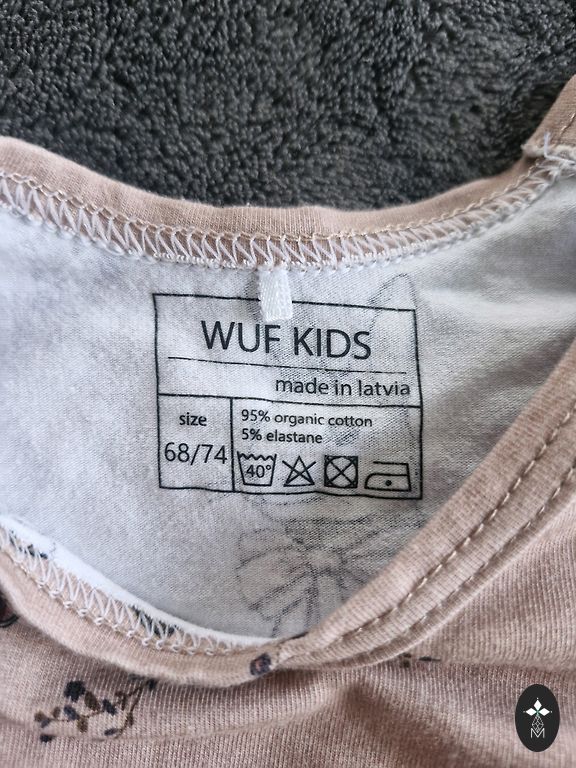 WUF KIDS
made in latvia
size
68/74
95% organic cotton
5% elastane
40°
M